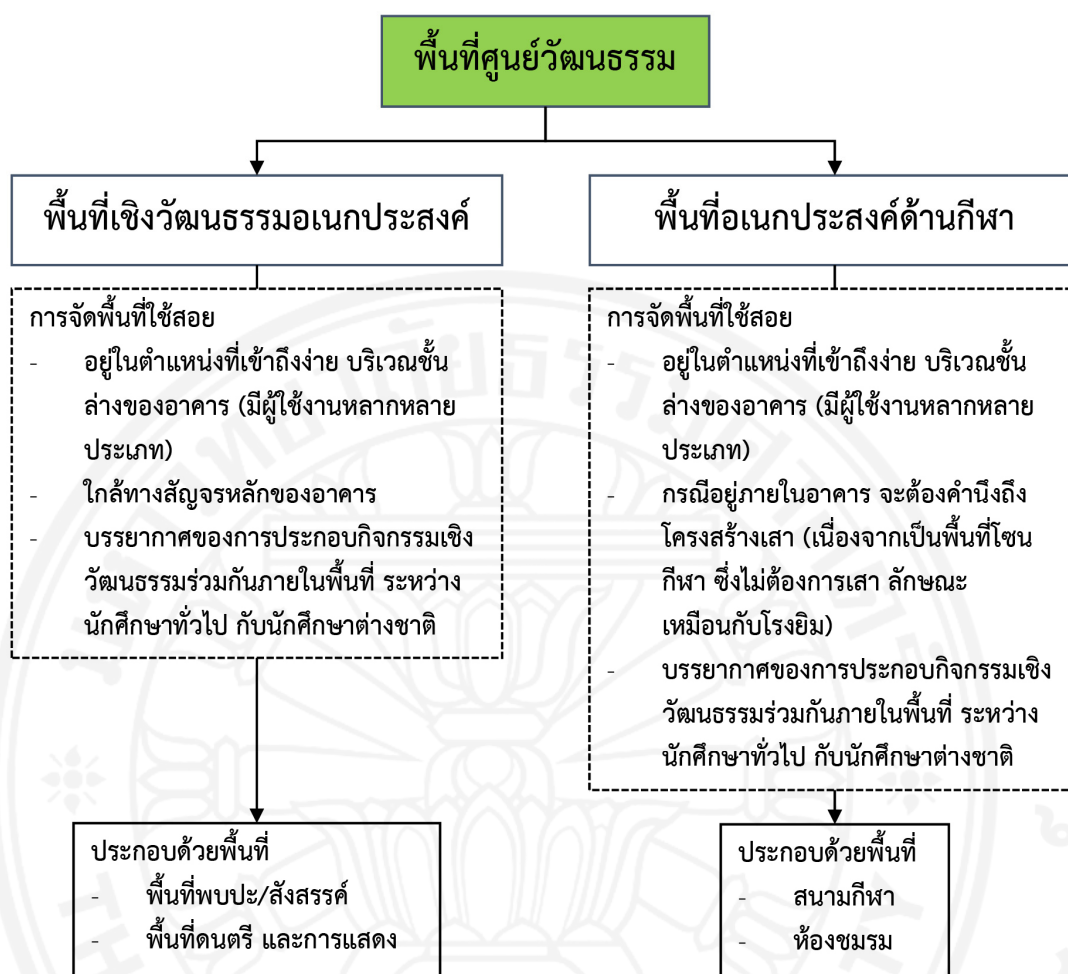 พื้นที่ศูนย์วัฒนธรรม
พื้นที่เชิงวัฒนธรรมอเนกประสงค์
การจัดพื้นที่ใช้สอย
- อยู่ในตำแหน่งที่เข้าถึงง่าย บริเวณชั้น
ล่างของอาคาร (มีผู้ใช้งานหลากหลาย
ประเภท)
- ใกล้ทางสัญจรหลักของอาคาร
- บรรยากาศของการประกอบกิจกรรมเชิง
วัฒนธรรมร่วมกันภายในพื้นที่ ระหว่าง
นักศึกษาทั่วไป กับนักศึกษาต่างชาติ
ประกอบด้วยพื้นที่
- พื้นที่พบปะ/สังสรรค์
- พื้นที่ดนตรี และการแสดง
พื้นที่อเนกประสงค์ด้านกีฬา
การจัดพื้นที่ใช้สอย
- อยู่ในตำแหน่งที่เข้าถึงง่าย บริเวณชั้น
ล่างของอาคาร (มีผู้ใช้งานหลากหลาย
ประเภท)
- กรณีอยู่ภายในอาคาร จะต้องคำนึงถึง
โครงสร้างเสา (เนื่องจากเป็นพื้นที่โซน
กีฬา ซึ่งไม่ต้องการเสา ลักษณะ
เหมือนกับโรงยิม)
- บรรยากาศของการประกอบกิจกรรมเชิง
วัฒนธรรมร่วมกันภายในพื้นที่ ระหว่าง
นักศึกษาทั่วไป กับนักศึกษาต่างชาติ
ประกอบด้วยพื้นที่
- สนามกีฬา
- ห้องชมรม